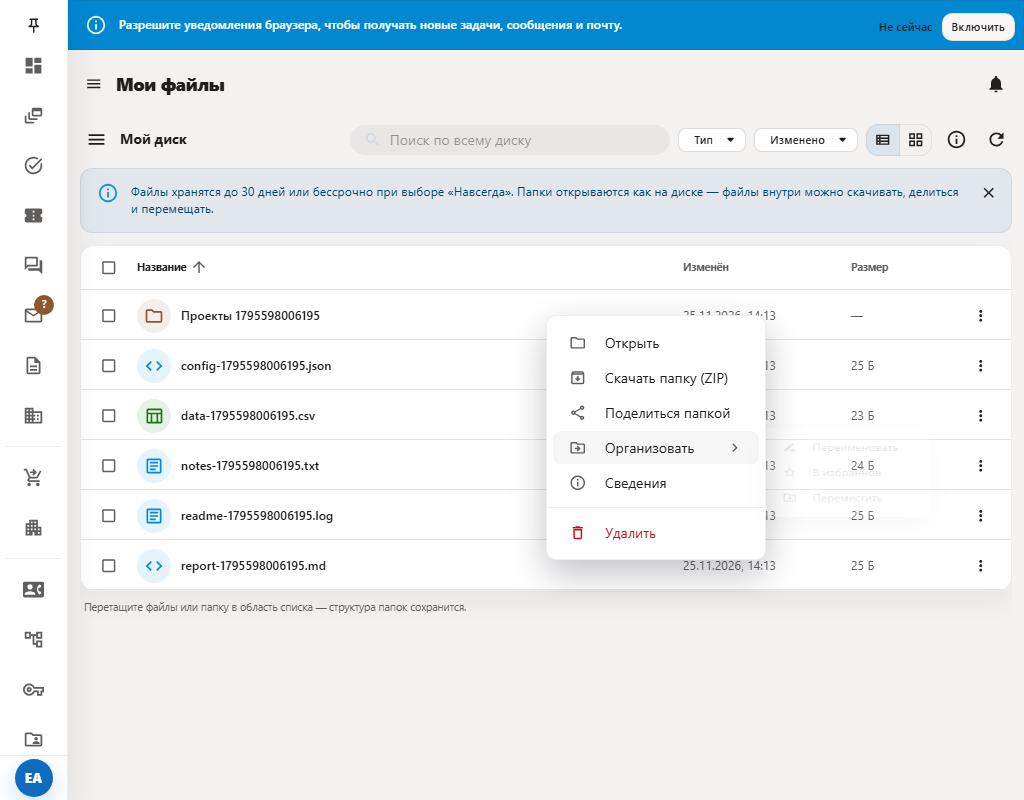 Разрешите уведомления браузера, чтобы получать новые задачи, сообщения и почту.
Не сейчас
Включить
Мои файлы
Мой диск
Поиск по всему диску
Тип
Изменено
Файлы хранятся до 30 дней или бессрочно при выборе «Навсегда». Папки открываются как на диске — файлы внутри можно скачивать, делиться
и перемещать.
Название
Изменён
Размер
Проекты 1795598006195
25.11.2026, 14:13
—
config-1795598006195.json
13
25 Б
data-1795598006195.csv
13
23 Б
notes-1795598006195.txt
13
24 Б
readme-1795598006195.log
13
25 Б
report-1795598006195.md
25.11.2026, 14:13
25 Б
Открыть
Скачать папку (ZIP)
Поделиться папкой
Организовать
Сведения
Удалить
Переименовать
В избранное
Переместить
Перетащите файлы или папку в область списка — структура папок сохранится.
?
EA